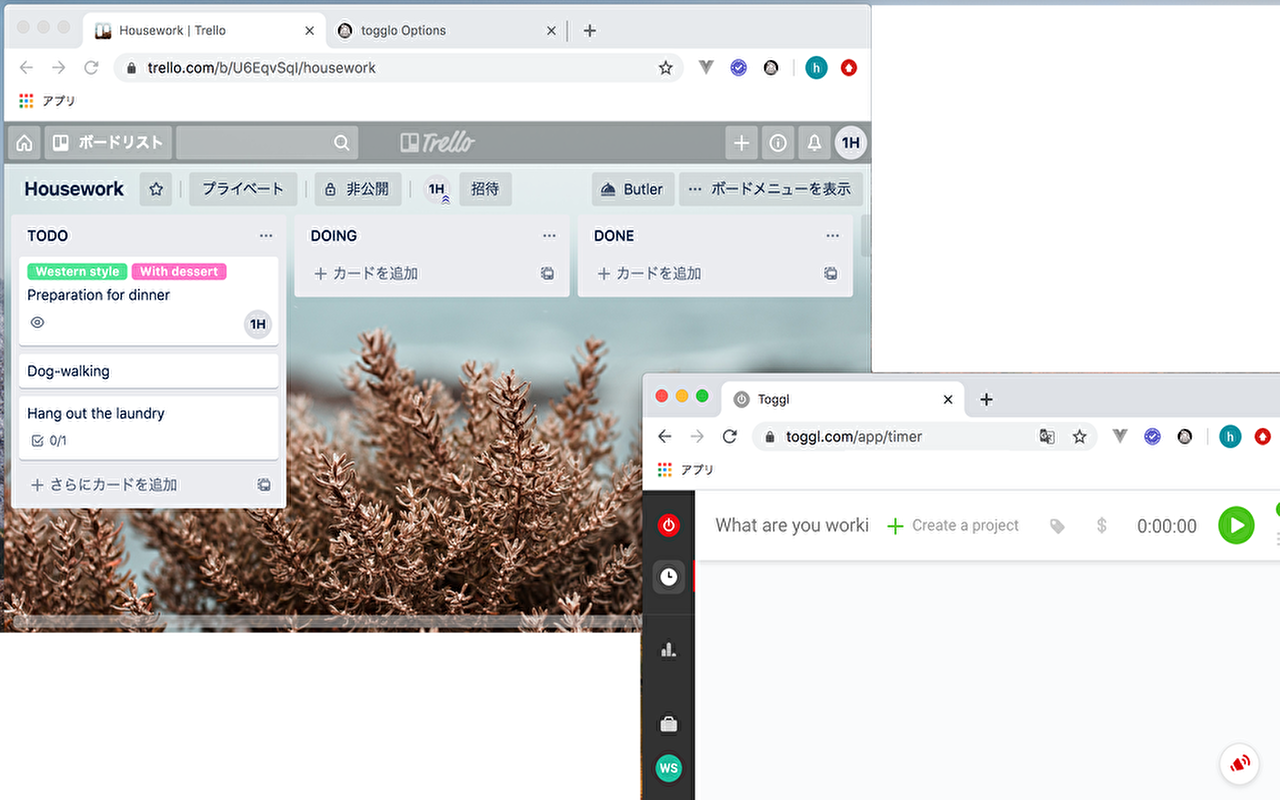 Housework | Trello
togglo Options
trello.com/b/U6EqvSqI/housework
h
アプリ
ボードリスト
Trello
1H
Housework
プライベート
非公開
1H
招待
Butler
ボードメニューを表示
TODO
Western style
With dessert
Preparation for dinner
1H
Dog-walking
Hang out the laundry
0/1
さらにカードを追加
DOING
カードを追加
DONE
カードを追加
Toggl
toggl.com/app/timer
h
アプリ
What are you worki
Create a project
$
0:00:00
WS